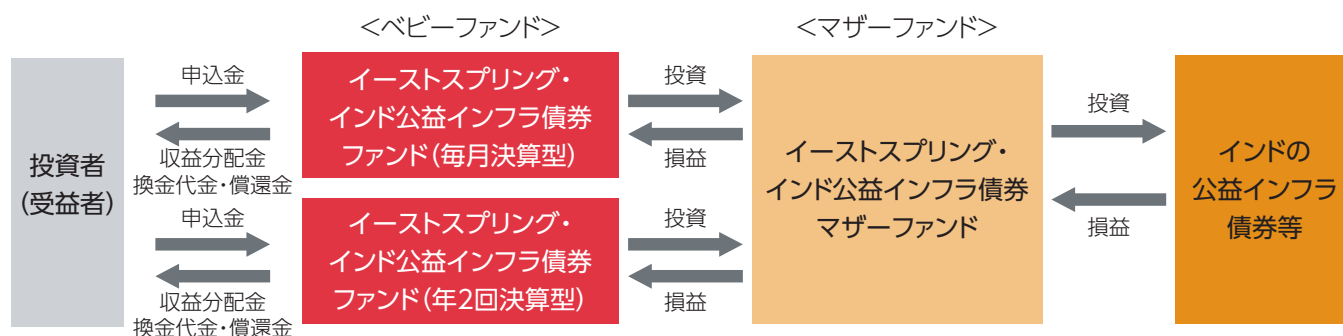 ＜ベビーファンド＞
＜マザーファンド＞
投資者
(受益者)
申込金
収益分配金
換金代金・償還金
申込金
収益分配金
換金代金・償還金
イーストスプリング・
インド公益インフラ債券
ファンド(毎月決算型)
イーストスプリング・
インド公益インフラ債券
ファンド(年2回決算型)
投資
損益
投資
損益
イーストスプリング・
インド公益インフラ債券
マザーファンド
投資
損益
インドの
公益インフラ
債券等